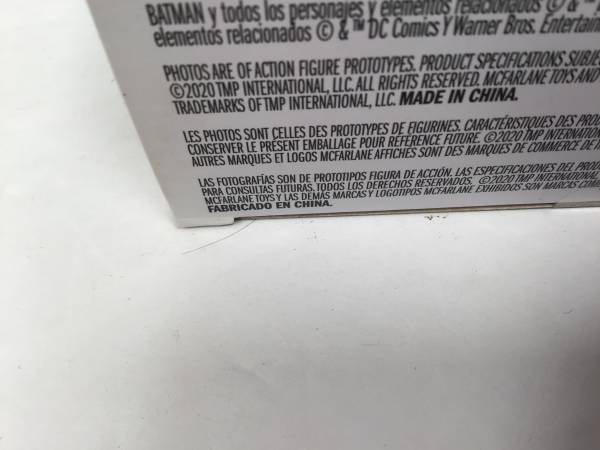 BATMAN y todos los personajes y elementos relacionados © & ™
elementos relacionados © & ™ DC Comics Y Warner Bros. Entertain
PHOTOS ARE OF ACTION FIGURE PROTOTYPES. PRODUCT SPECIFICATIONS SUBJE
©2020 TMP INTERNATIONAL, LLC. ALL RIGHTS RESERVED. MCFARLANE TOYS AND
TRADEMARKS OF TMP INTERNATIONAL, LLC. MADE IN CHINA.
LES PHOTOS SONT CELLES DES PROTOTYPES DE FIGURINES. CARACTÉRISTIQUES DES PRO
CONSERVER LE PRÉSENT EMBALLAGE POUR RÉFÉRENCE FUTURE. ©2020 TMP INTERNATION
AUTRES MARQUES ET LOGOS MCFARLANE AFFICHÉS SONT DES MARQUES DE COMMERCE DE T
LAS FOTOGRAFÍAS SON DE PROTOTIPOS FIGURA DE ACCIÓN. LAS ESPECIFICACIONES DEL PROD
PARA CONSULTAS FUTURAS. TODOS LOS DERECHOS RESERVADOS. ©2020 TMP INTERNATIONAL,
MCFARLANE TOYS Y LAS DEMÁS MARCAS Y LOGOTIPOS MCFARLANE EXHIBIDOS SON MARCAS COM
FABRICADO EN CHINA.